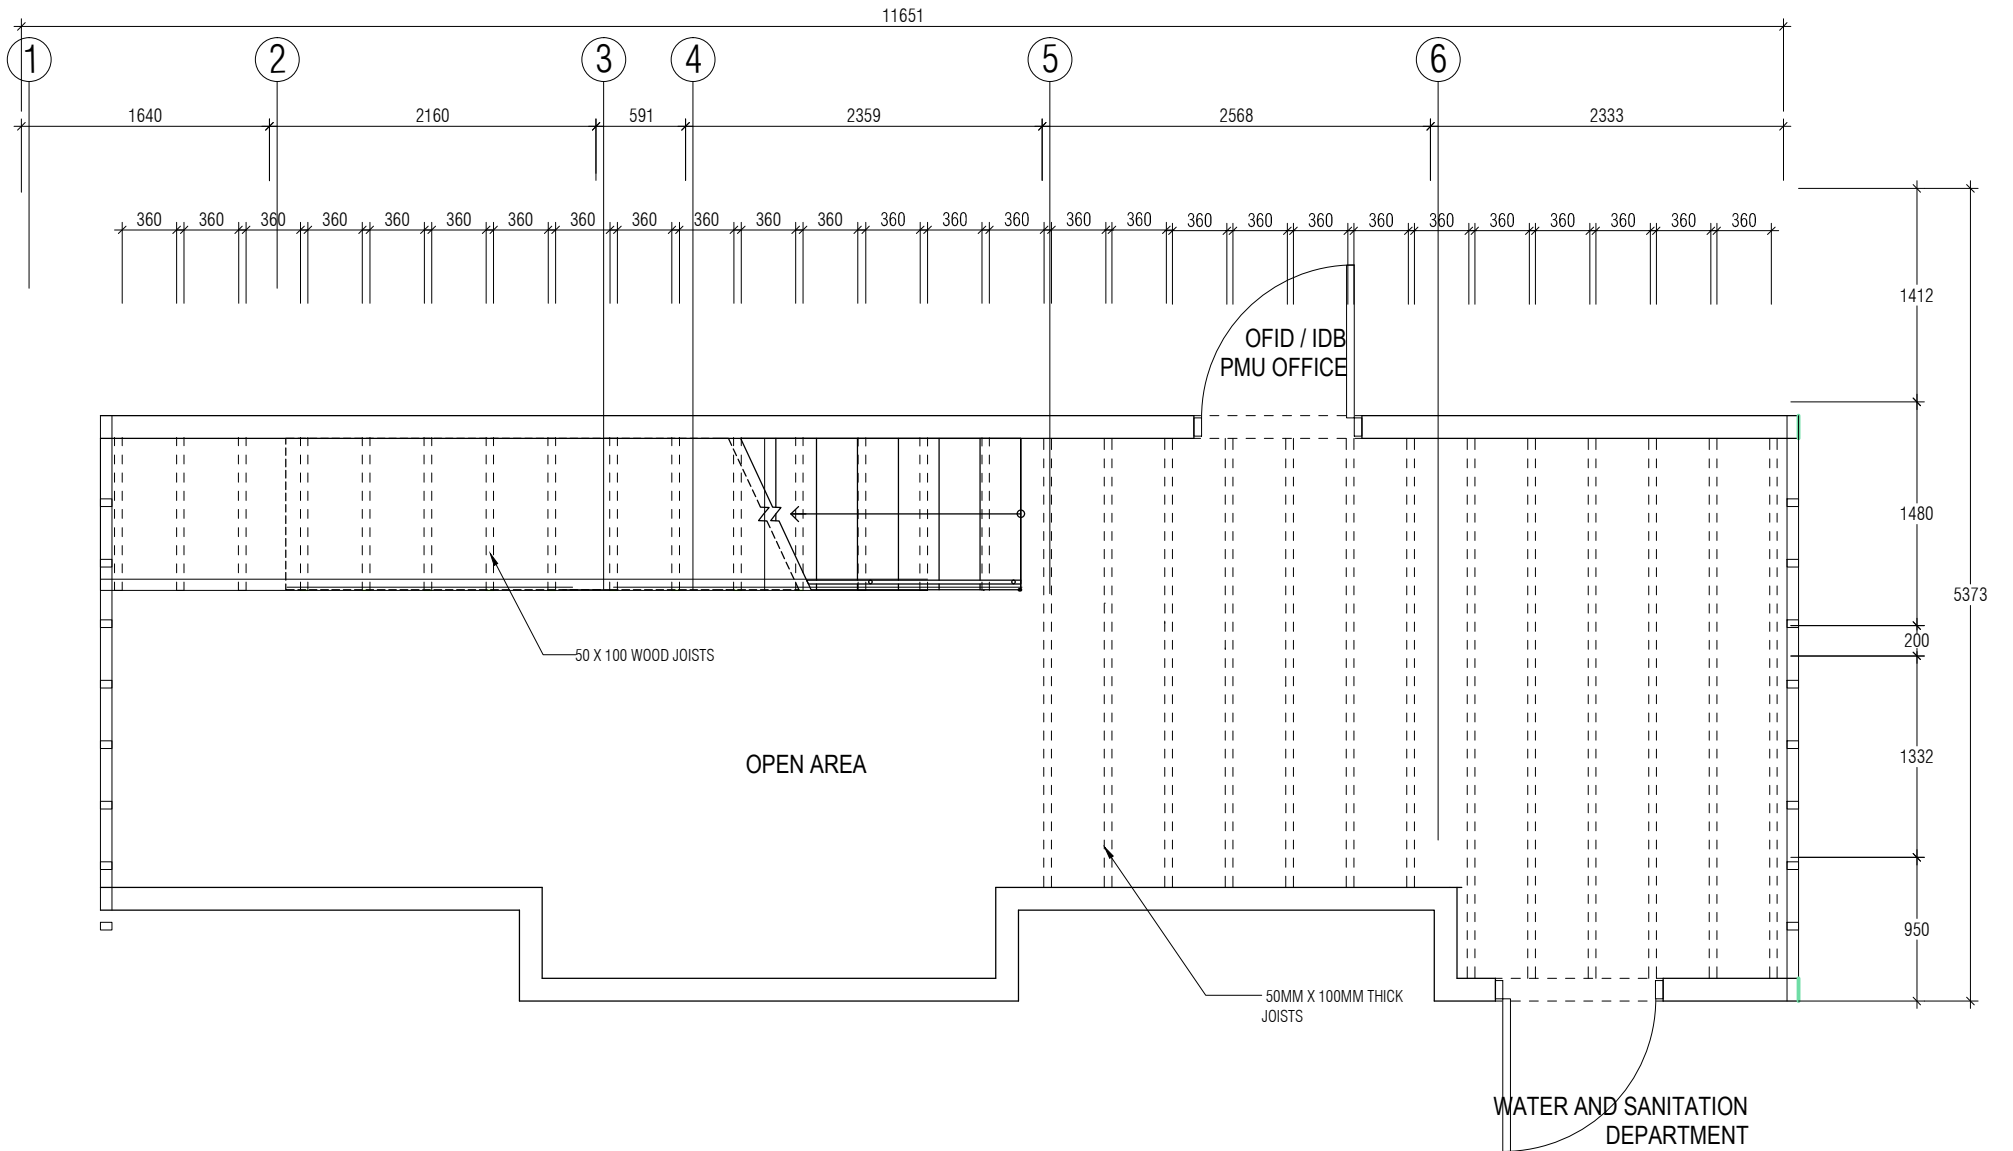 11651
1 2 3 4 5 6
1640 2160 591 2359 2568 2333
360 360 360 360 360 360 360 360 360 360 360 360 360 360 360 360 360 360 360 360 360 360 360 360 360 360 360
1412
OFID / IDB
PMU OFFICE
1480
5373
200
50 X 100 WOOD JOISTS
1332
OPEN AREA
950
50MM X 100MM THICK
JOISTS
WATER AND SANITATION
DEPARTMENT